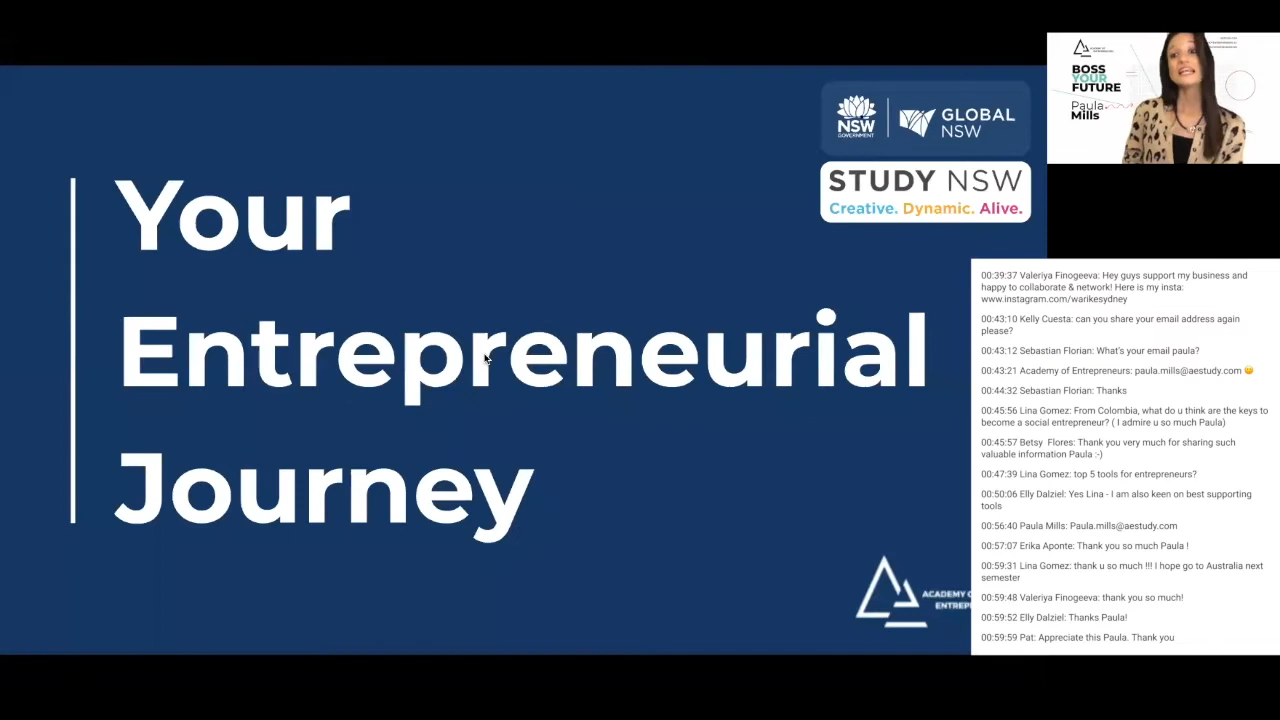 Your
Entrepreneurial
Journey
NSW
GOVERNMENT
GLOBAL
NSW
STUDY NSW
Creative. Dynamic. Alive.
BOSS
YOUR
FUTURE
Paula
Mills
00:39:37 Valeriya Finogeeva: Hey guys support my business and
happy to collaborate & network! Here is my insta:
www.instagram.com/warikesydney
00:43:10 Kelly Cuesta: can you share your email address again
please?
00:43:12 Sebastian Florian: What's your email paula?
00:43:21 Academy of Entrepreneurs: paula.mills@aestudy.com 😀
00:44:32 Sebastian Florian: Thanks
00:45:56 Lina Gomez: From Colombia, what do u think are the keys to
become a social entrepreneur? ( I admire u so much Paula)
00:45:57 Betsy  Flores: Thank you very much for sharing such
valuable information Paula :-)
00:47:39 Lina Gomez: top 5 tools for entrepreneurs?
00:50:06 Elly Dalziel: Yes Lina - I am also keen on best supporting
tools
00:56:40 Paula Mills: Paula.mills@aestudy.com
00:57:07 Erika Aponte: Thank you so much Paula !
00:59:31 Lina Gomez: thank u so much !!! I hope go to Australia next
semester
00:59:48 Valeriya Finogeeva: thank you so much!
00:59:52 Elly Dalziel: Thanks Paula!
00:59:59 Pat: Appreciate this Paula. Thank you
ACADEMY O
ENTREP